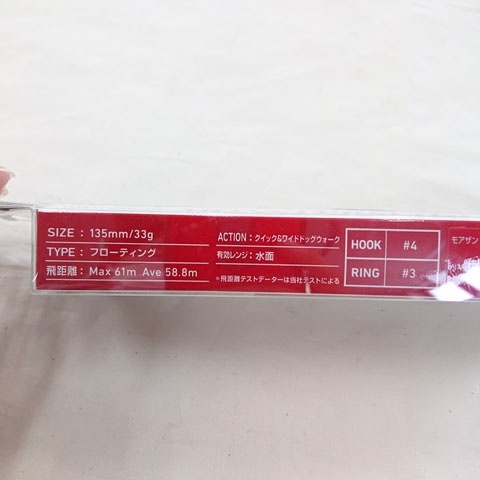 SIZE : 135mm/33g
TYPE : フローティング
飛距離 : Max 61m Ave 58.8m
ACTION : クイック&ワイドドッグウォーク
有効レンジ : 水面
※飛距離テストデーターは当社テストによる
HOOK #4
RING #3
モアザン